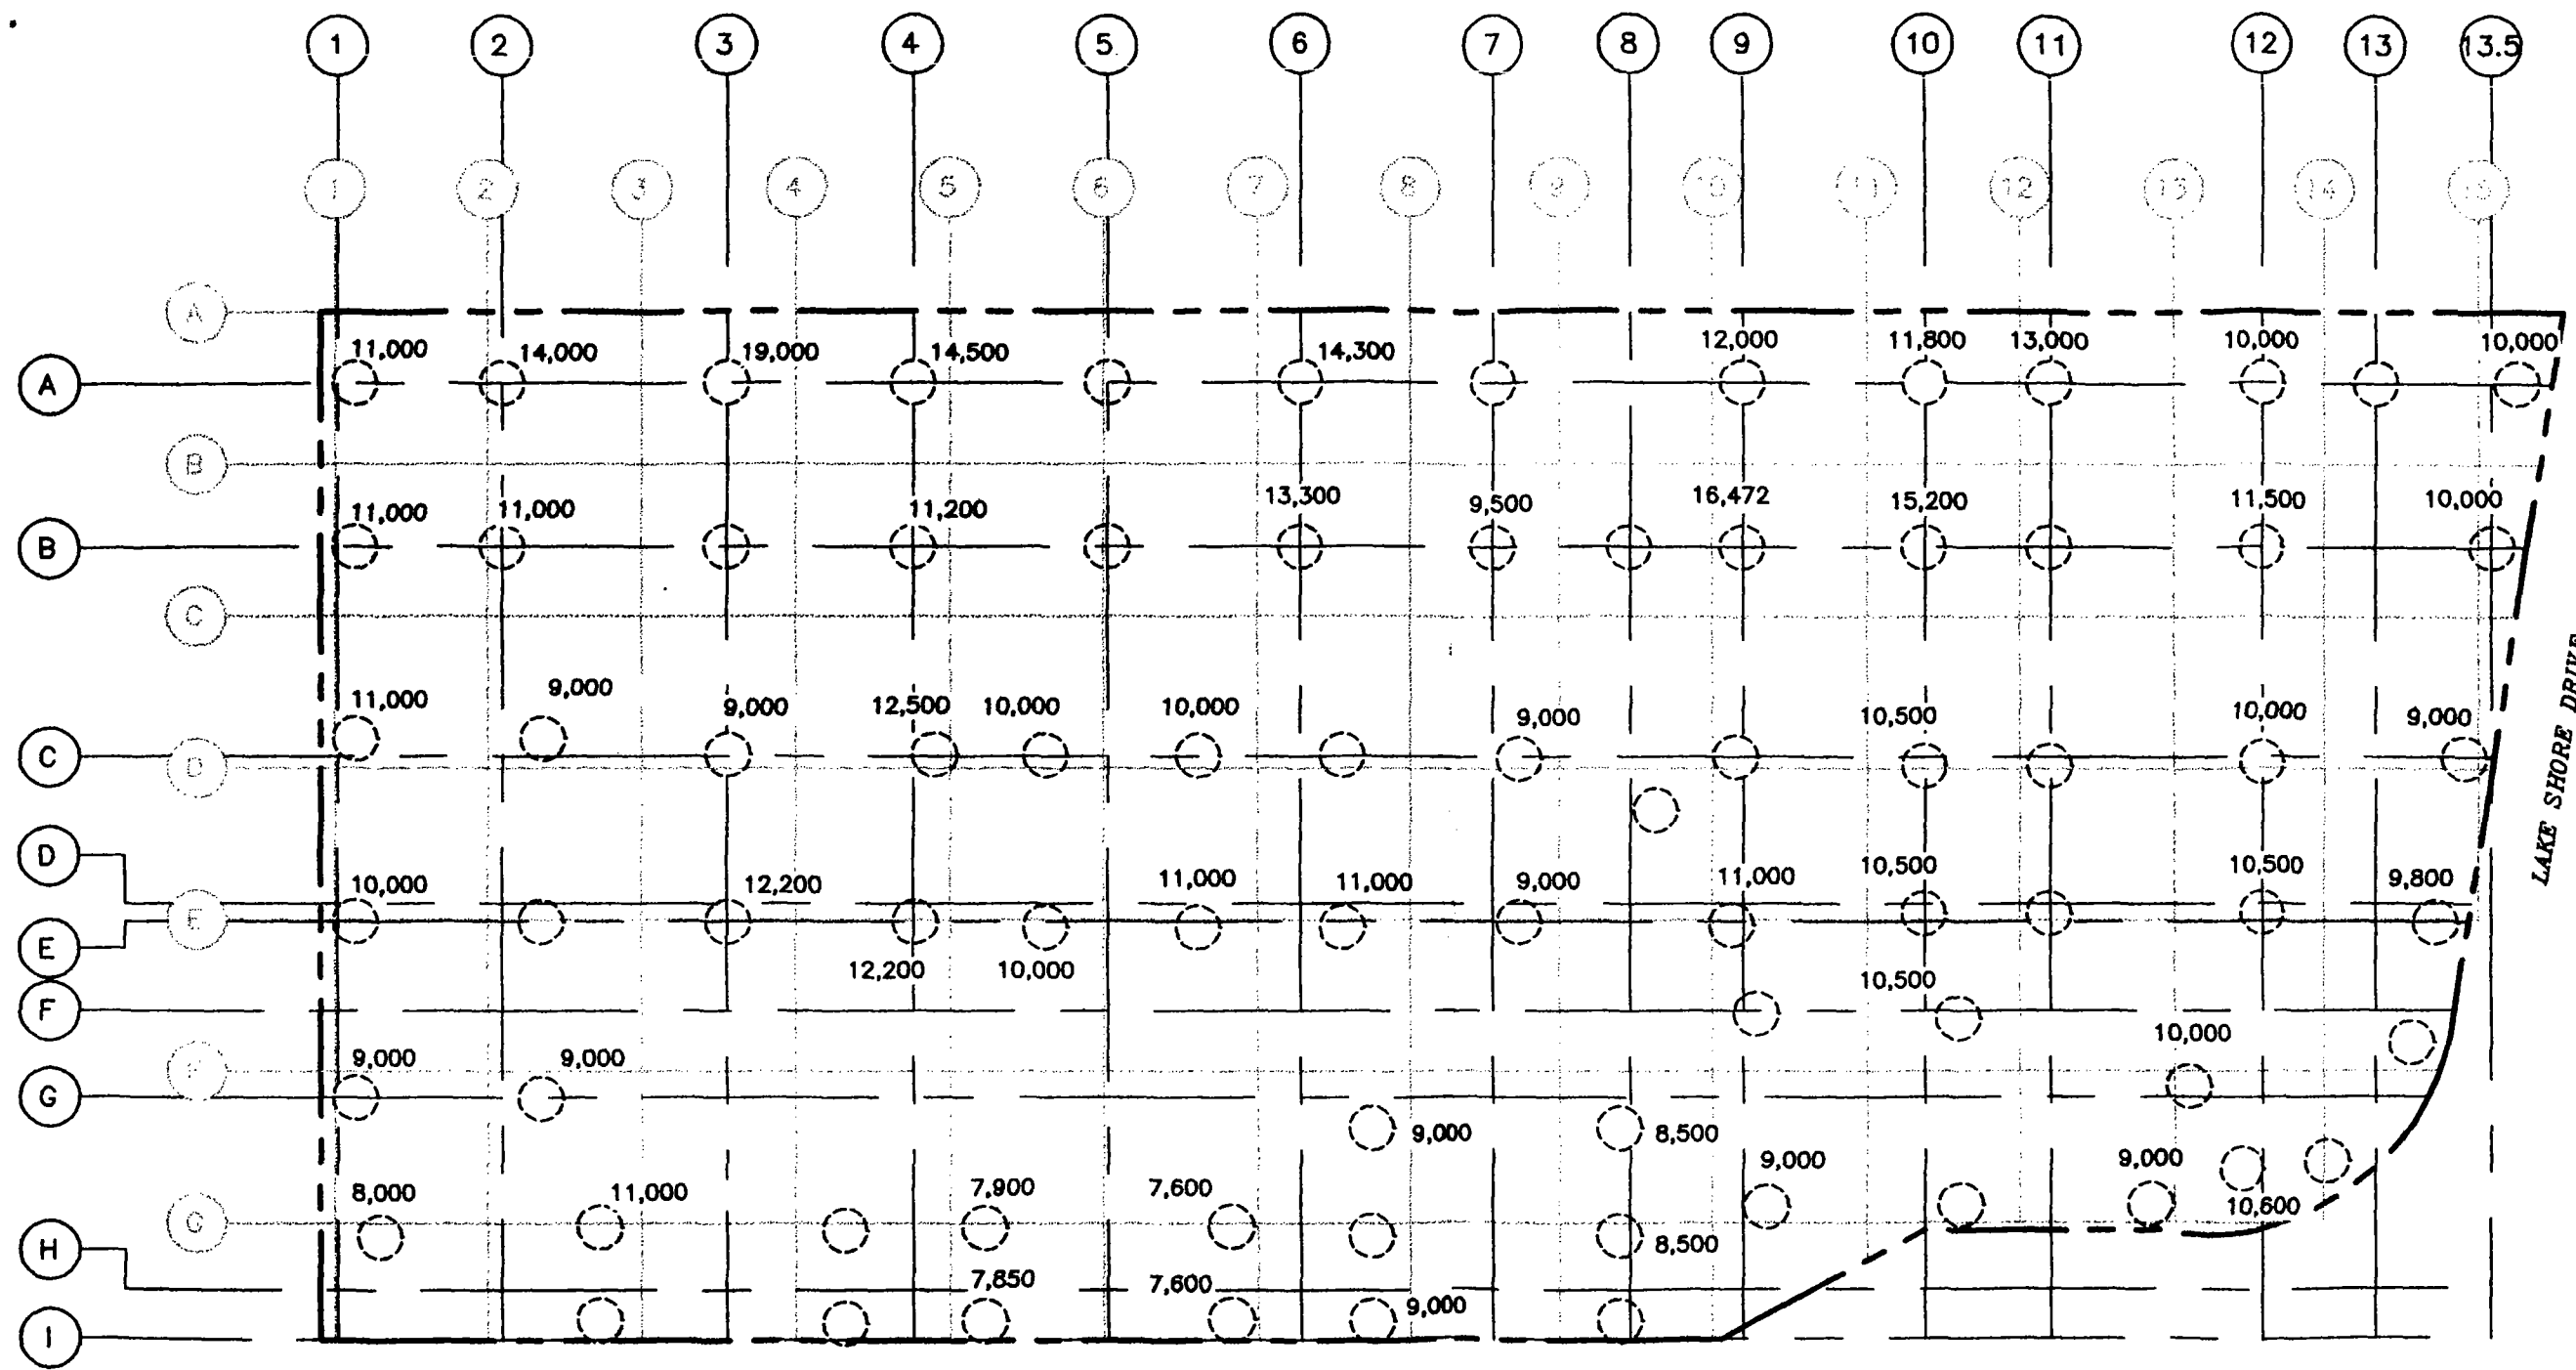 1 2 3 4 5 6 7 8 9 10 11 12 13 13.5
1 2 3 4 5 6 7 8 9 10 11 12 13 14 15
A
12,000 11,800 13,000 10,000 10,000
11,000 14,000 19,000 14,500 14,300
A
B
13,300 9,500 16,472 15,200 11,500 10,000
11,000 11,000 11,200
B
C
11,000 9,000 9,000 12,500 10,000 10,000 9,000 10,500 10,000 9,000
C
D
LAKE SHORE DRIVE
D
10,000 12,200 11,000 11,000 9,000 11,000 10,500 10,500 9,800
E
E
12,200 10,000 10,500
F
10,000
9,000 9,000
F
G
9,000 8,500
9,000 9,000
8,000 11,000 7,900 7,600 10,600
G
H
8,500
7,850 7,600
9,000
I